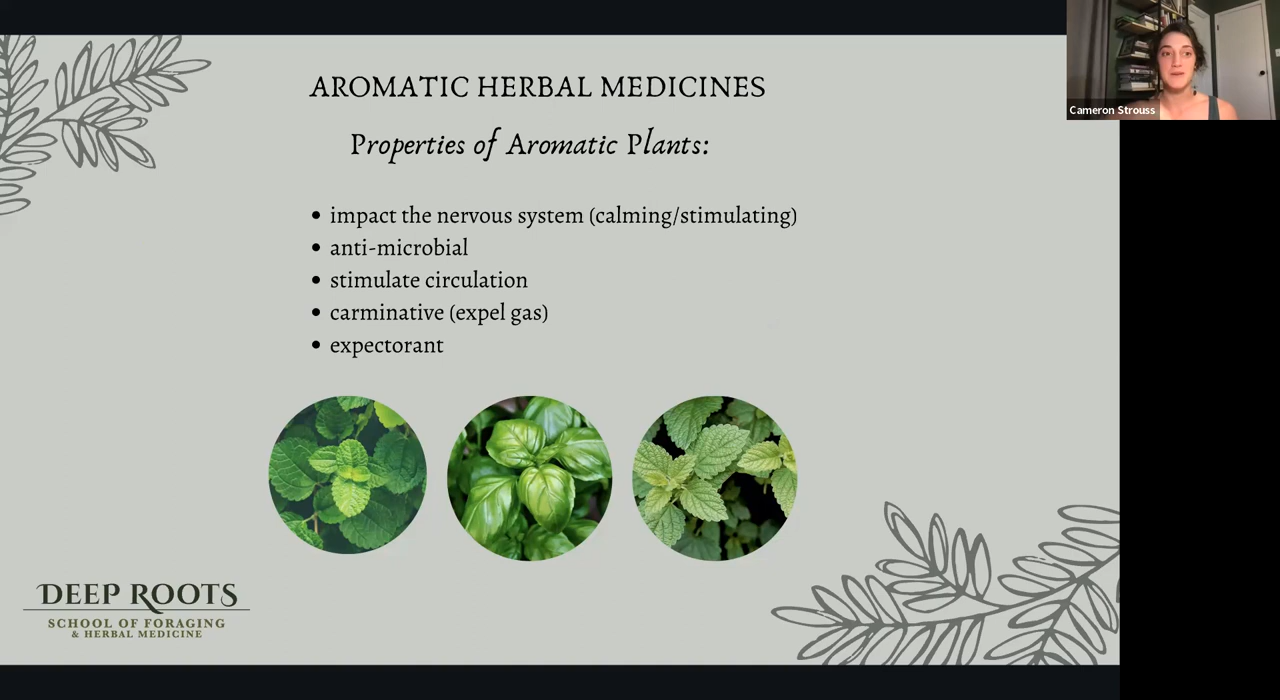 AROMATIC HERBAL MEDICINES
Properties of Aromatic Plants:
• impact the nervous system (calming/stimulating)
• anti-microbial
• stimulate circulation
• carminative (expel gas)
• expectorant
DEEP ROOTS
SCHOOL OF FORAGING
& HERBAL MEDICINE
Cameron Strouss